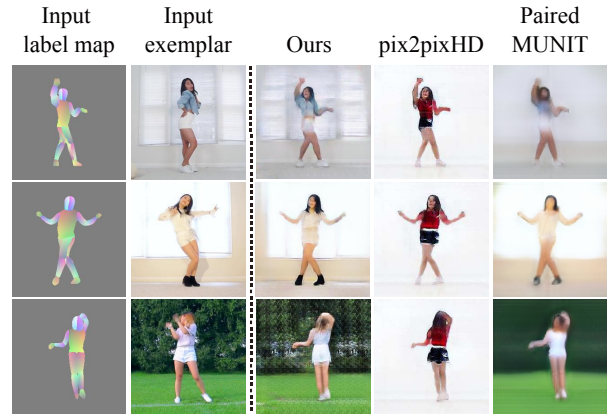 Input
label map
Input
exemplar
Ours
pix2pixHD
Paired
MUNIT